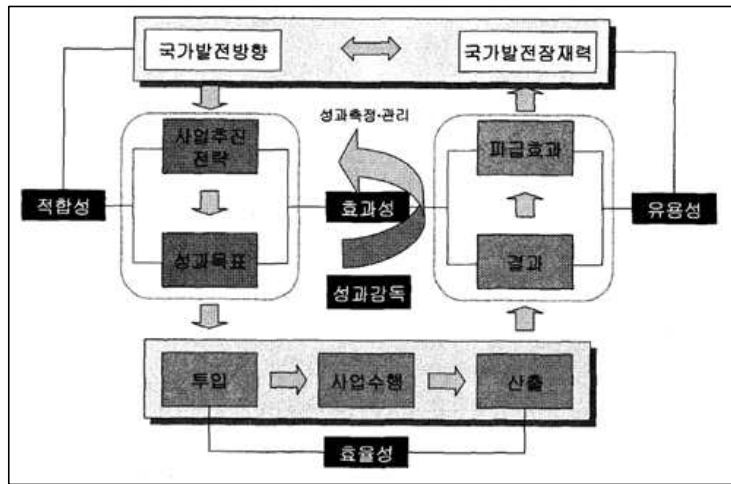 국가발전방향
국가발전잠재력
성과측정·관리
사업추진
전략
파급효과
적합성
효과성
유용성
성과목표
결과
성과감독
투입
사업수행
산출
효율성